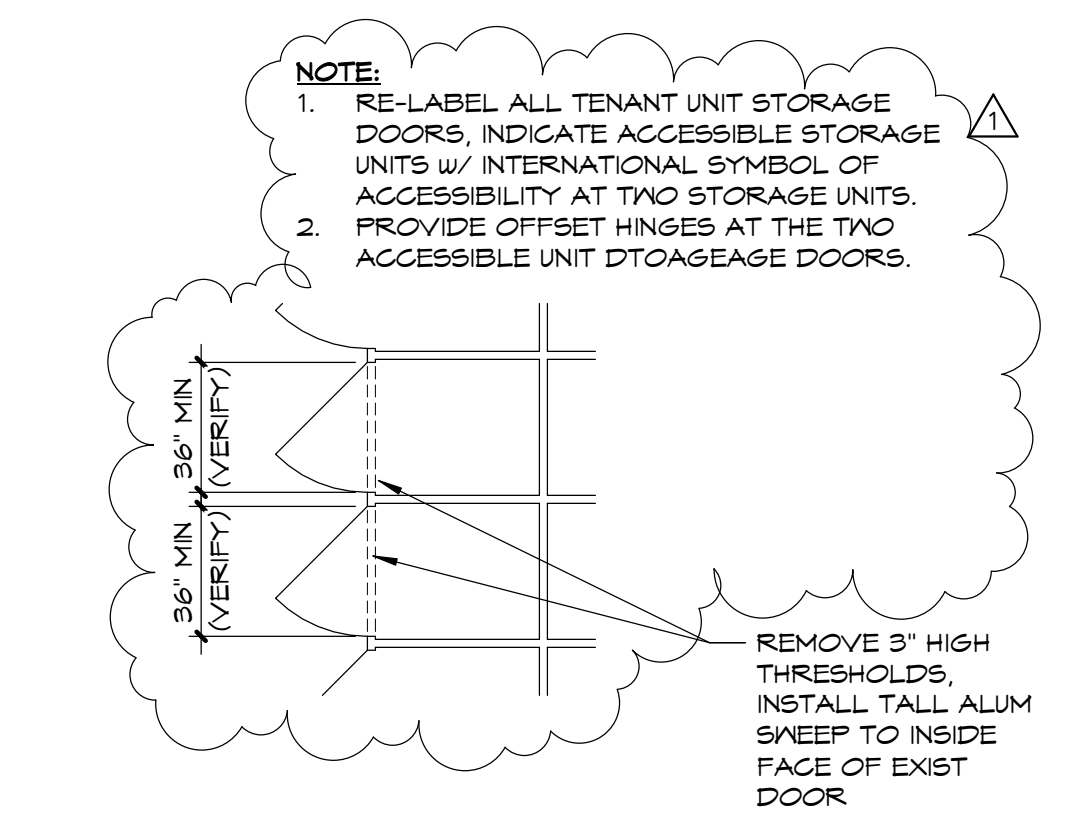 NOTE:
1. RE-LABEL ALL TENANT UNIT STORAGE
DOORS, INDICATE ACCESSIBLE STORAGE
UNITS w/ INTERNATIONAL SYMBOL OF
ACCESSIBILITY AT TWO STORAGE UNITS.
2. PROVIDE OFFSET HINGES AT THE TWO
ACCESSIBLE UNIT DTOAGEAGE DOORS.
1
36" MIN
(VERIFY)
36" MIN
(VERIFY)
REMOVE 3" HIGH
THRESHOLDS,
INSTALL TALL ALUM
SWEEP TO INSIDE
FACE OF EXIST
DOOR